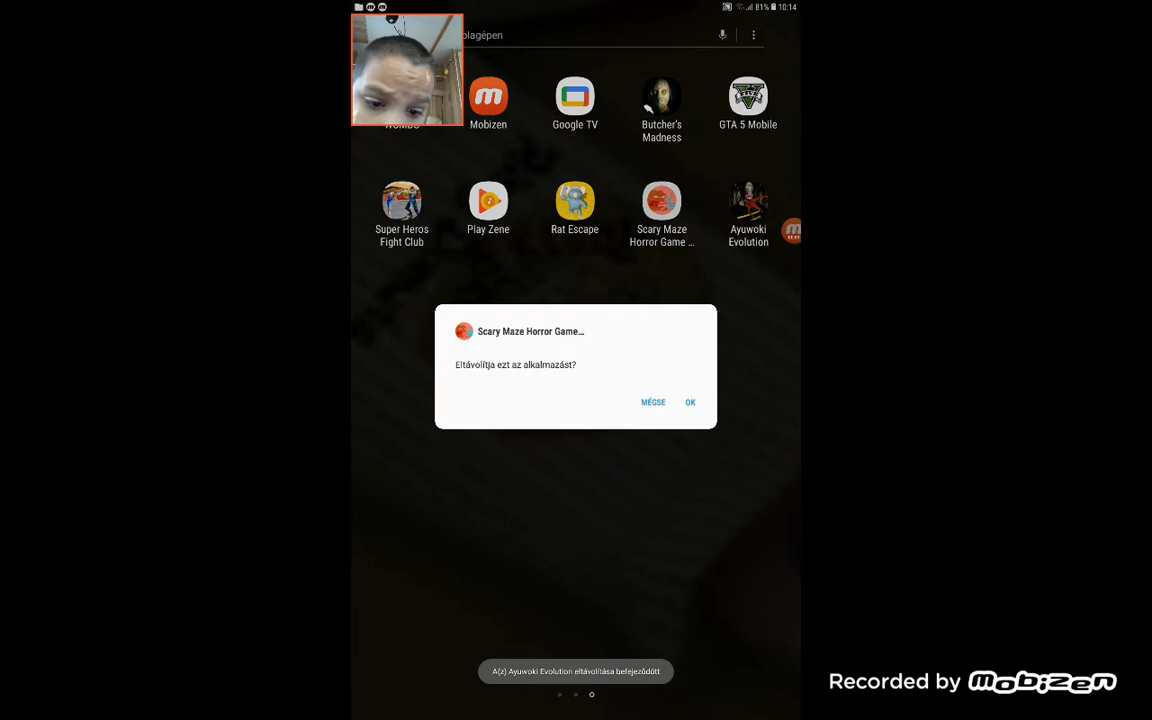 81% 10:14
olagépen
Mobizen
Google TV
Butcher's
Madness
GTA 5 Mobile
Super Heros
Fight Club
Play Zene
Rat Escape
Scary Maze
Horror Game ...
Ayuwoki
Evolution
Scary Maze Horror Game...
Eltávolítja ezt az alkalmazást?
MÉGSE OK
A(z) Ayuwoki Evolution eltávolítása befejeződött
Recorded by mobizen